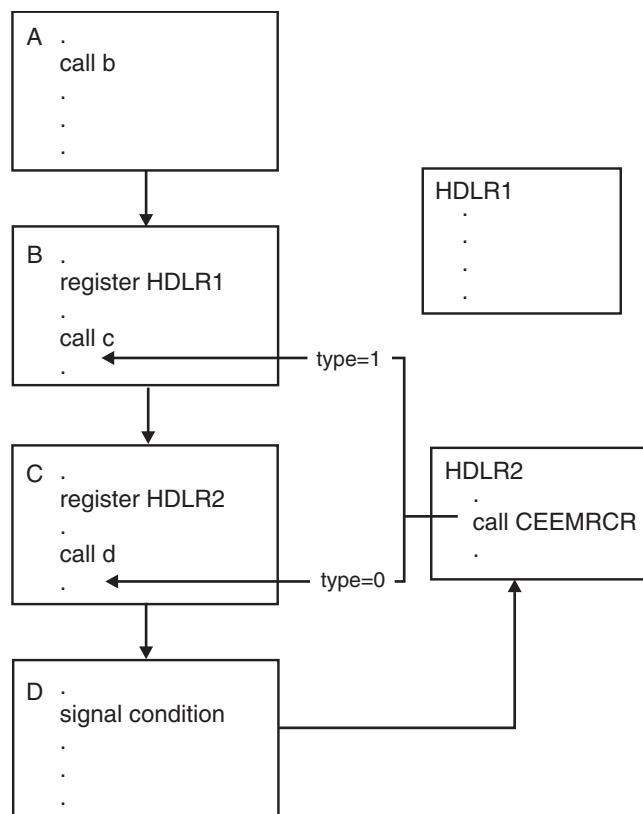 A .
call b
.
.
.
HDLR1
.
.
.
.
B .
register HDLR1
.
call c
.
type=1
C .
register HDLR2
.
call d
.
type=0
HDLR2
.
call CEEMRCR
.
D .
signal condition
.
.
.